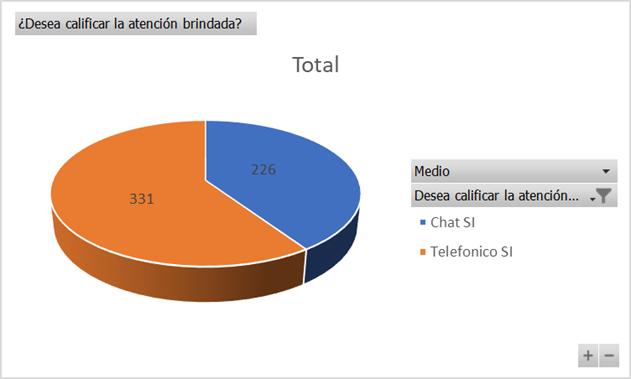 ¿Desea calificar la atención brindada?
Total
226
331
Medio
Desea calificar la atención...
Chat SI
Telefonico SI
+ −